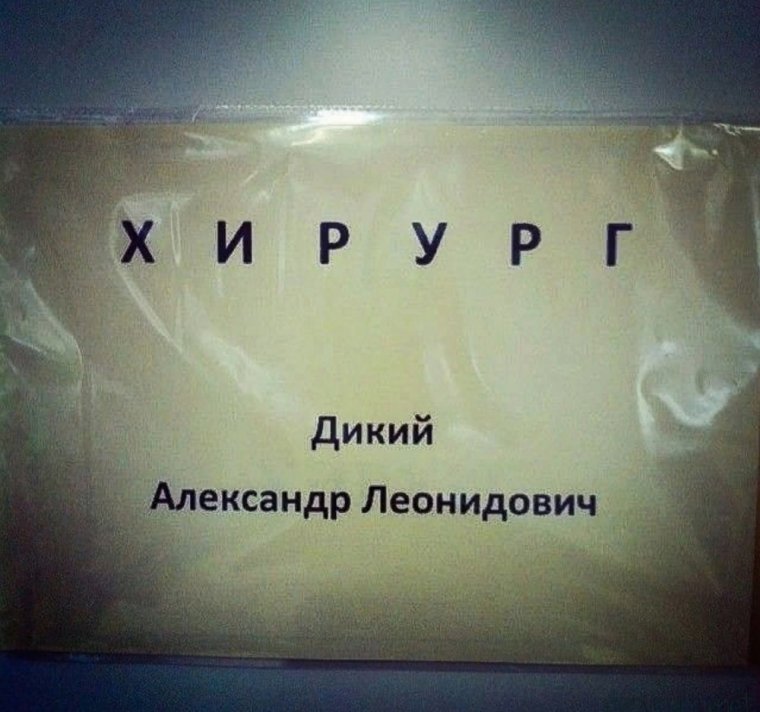 Х И Р У Р Г
Дикий
Александр Леонидович